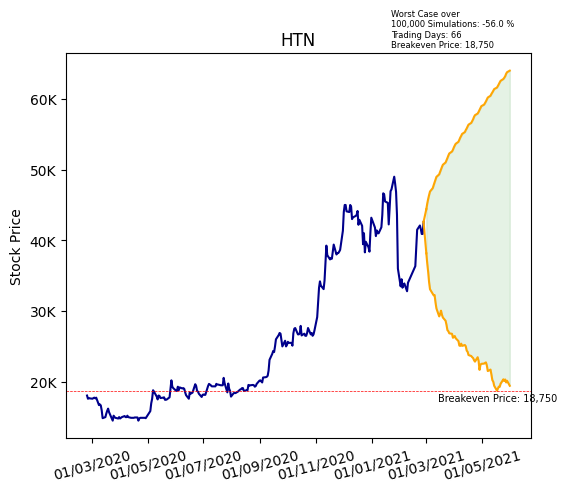 Worst Case over
100,000 Simulations: -56.0 %
Trading Days: 66
Breakeven Price: 18,750
HTN
Stock Price
60K
50K
40K
30K
20K
Breakeven Price: 18,750
01/03/2020
01/05/2020
01/07/2020
01/09/2020
01/11/2020
01/01/2021
01/03/2021
01/05/2021